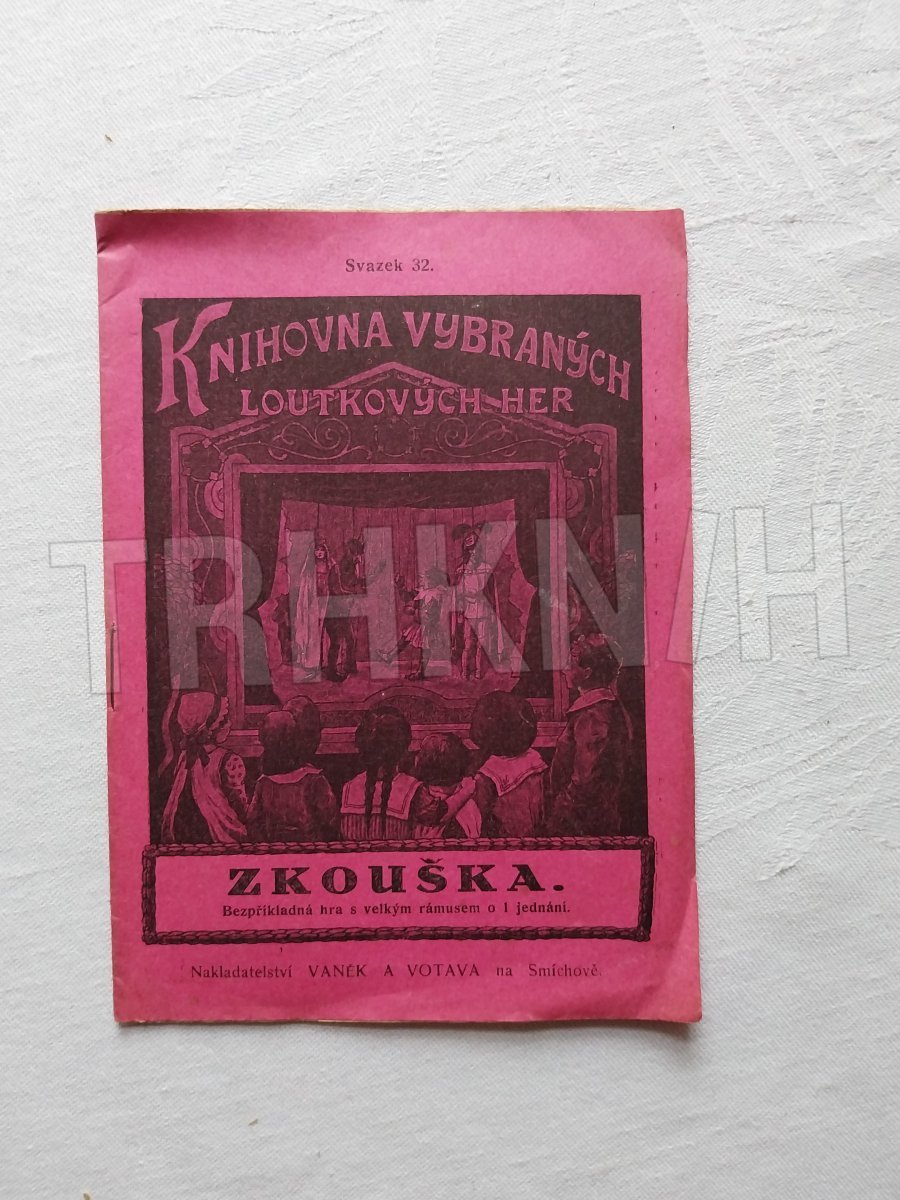 Svazek 32.
KNIHOVNA VYBRANÝCH
LOUTKOVÝCH HER
TRHKNIH
ZKOUŠKA.
Bezpříkladná hra s velkým rámusem o 1 jednání.
Nakladatelství VANĚK A VOTAVA na Smíchově.